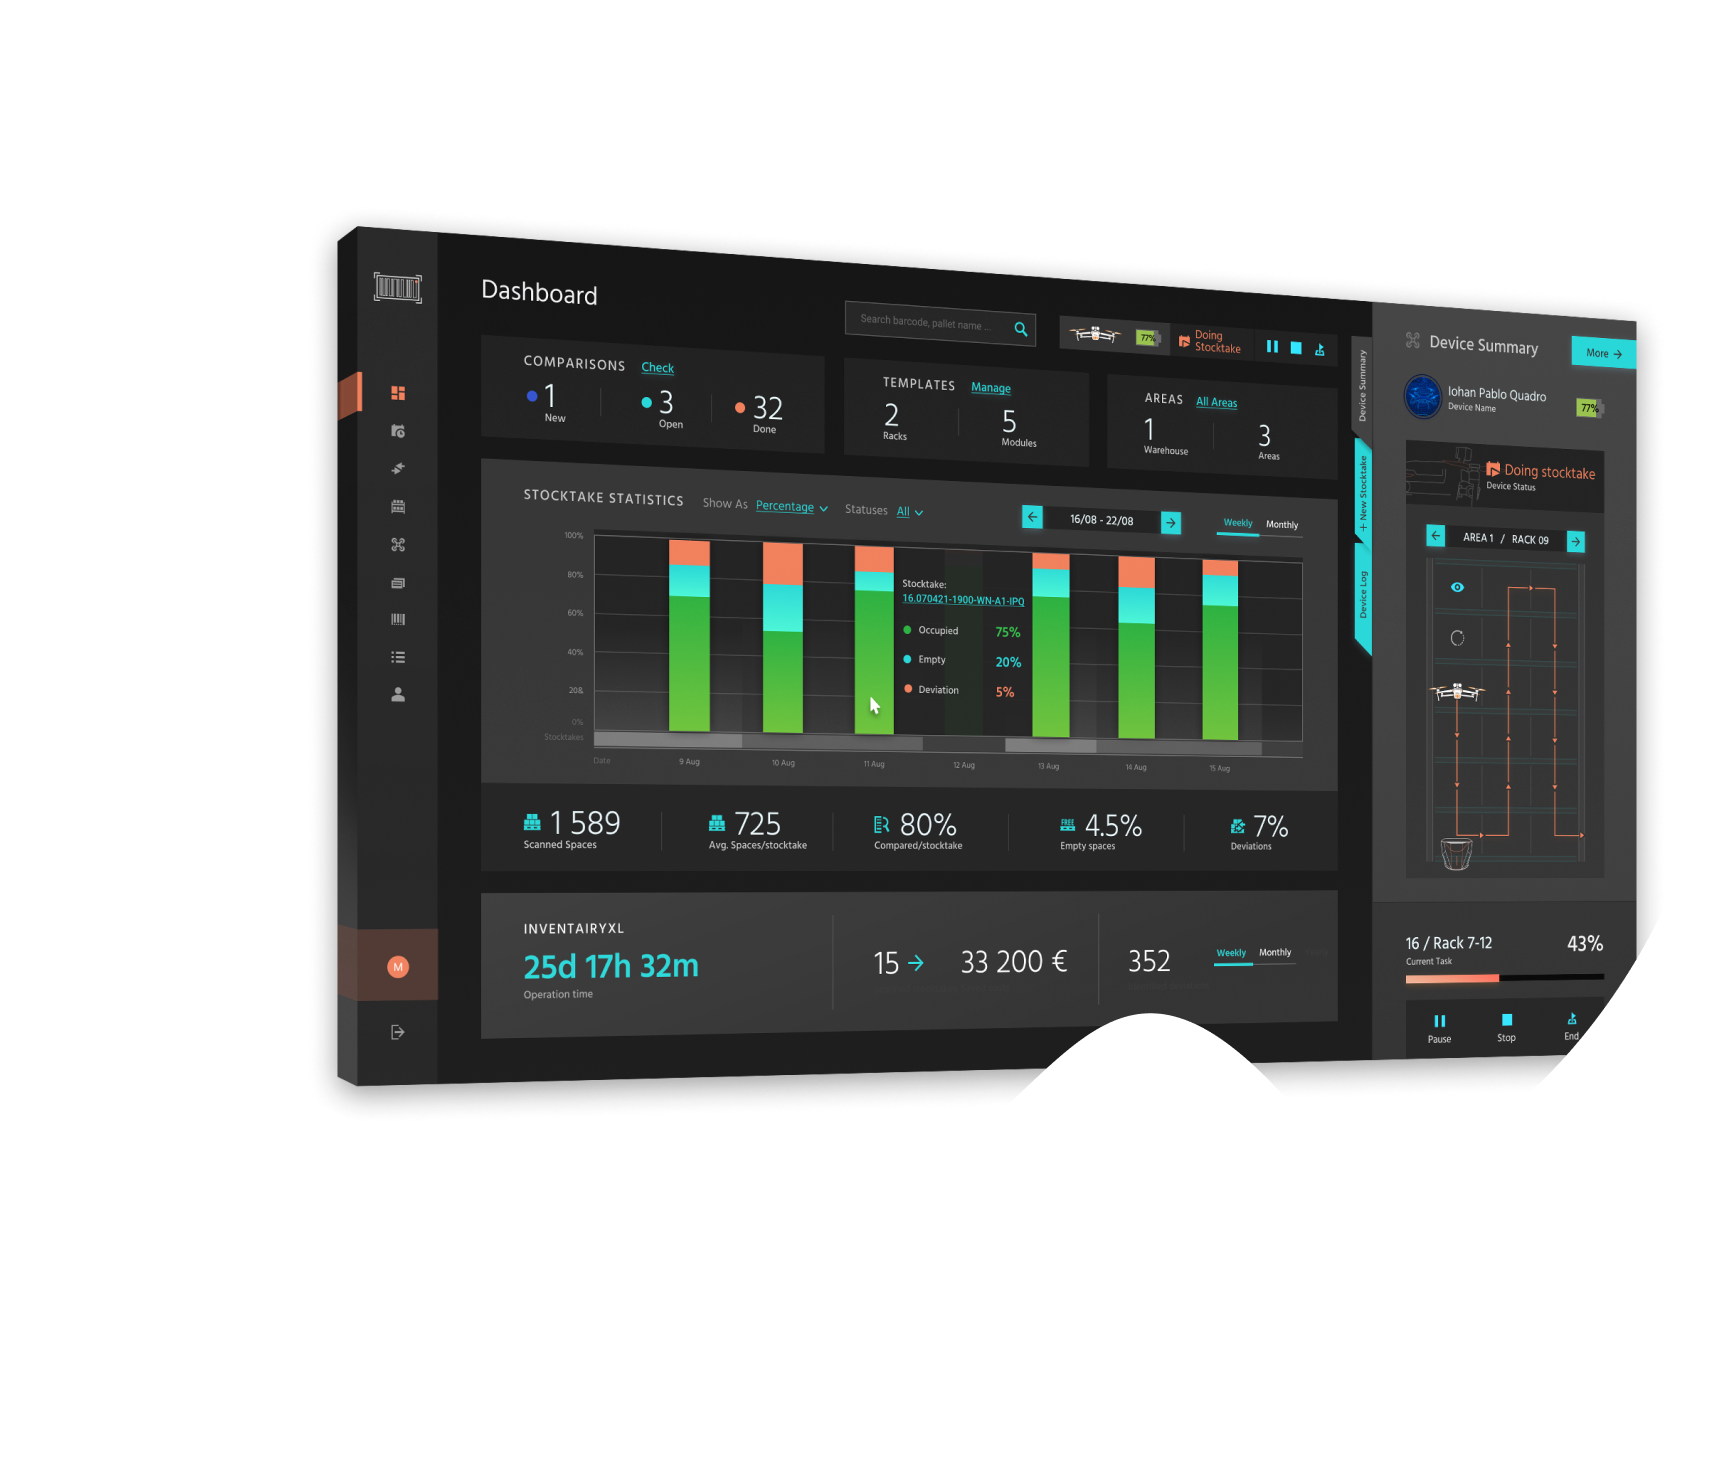 Dashboard
Search barcode, pallet name ...
77%
Doing
Stocktake
COMPARISONS Check
1
New
3
Open
32
Done
TEMPLATES Manage
2
Racks
5
Modules
AREAS All Areas
1
Warehouse
3
Areas
STOCKTAKE STATISTICS Show As Percentage Statuses All
16/08 - 22/08
Weekly Monthly
100%
80%
60%
40%
20&
0%
Stocktakes
Date
9 Aug
10 Aug
11 Aug
12 Aug
13 Aug
14 Aug
15 Aug
Stocktake:
16.070421-1900-WN-A1-IPO
Occupied 75%
Empty 20%
Deviation 5%
1 589
Scanned Spaces
725
Avg. Spaces/stocktake
80%
Compared/stocktake
FREE
4.5%
Empty spaces
7%
Deviations
INVENTAIRYXL
25d 17h 32m
Operation time
15 → 33 200 €
352
Weekly Monthly
M
Device Summary
+ New Stocktake
Device Log
Device Summary
More →
Iohan Pablo Quadro
Device Name
77%
Doing stocktake
Device Status
AREA 1 / RACK 09
16 / Rack 7-12
Current Task
43%
Pause
Stop
End